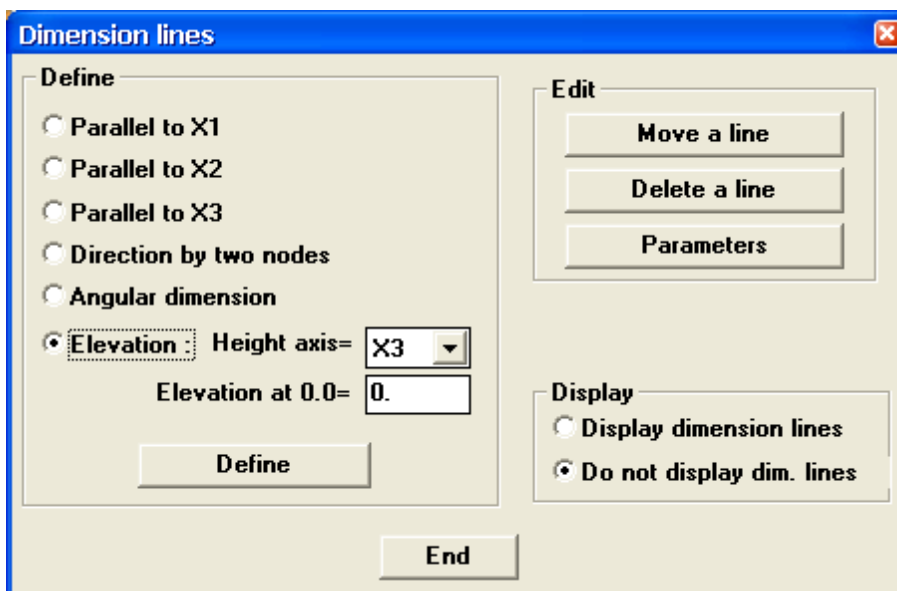 Dimension lines
Define
Parallel to X1
Parallel to X2
Parallel to X3
Direction by two nodes
Angular dimension
Elevation : Height axis= X3
Elevation at 0.0= 0.
Define
Edit
Move a line
Delete a line
Parameters
Display
Display dimension lines
Do not display dim. lines
End